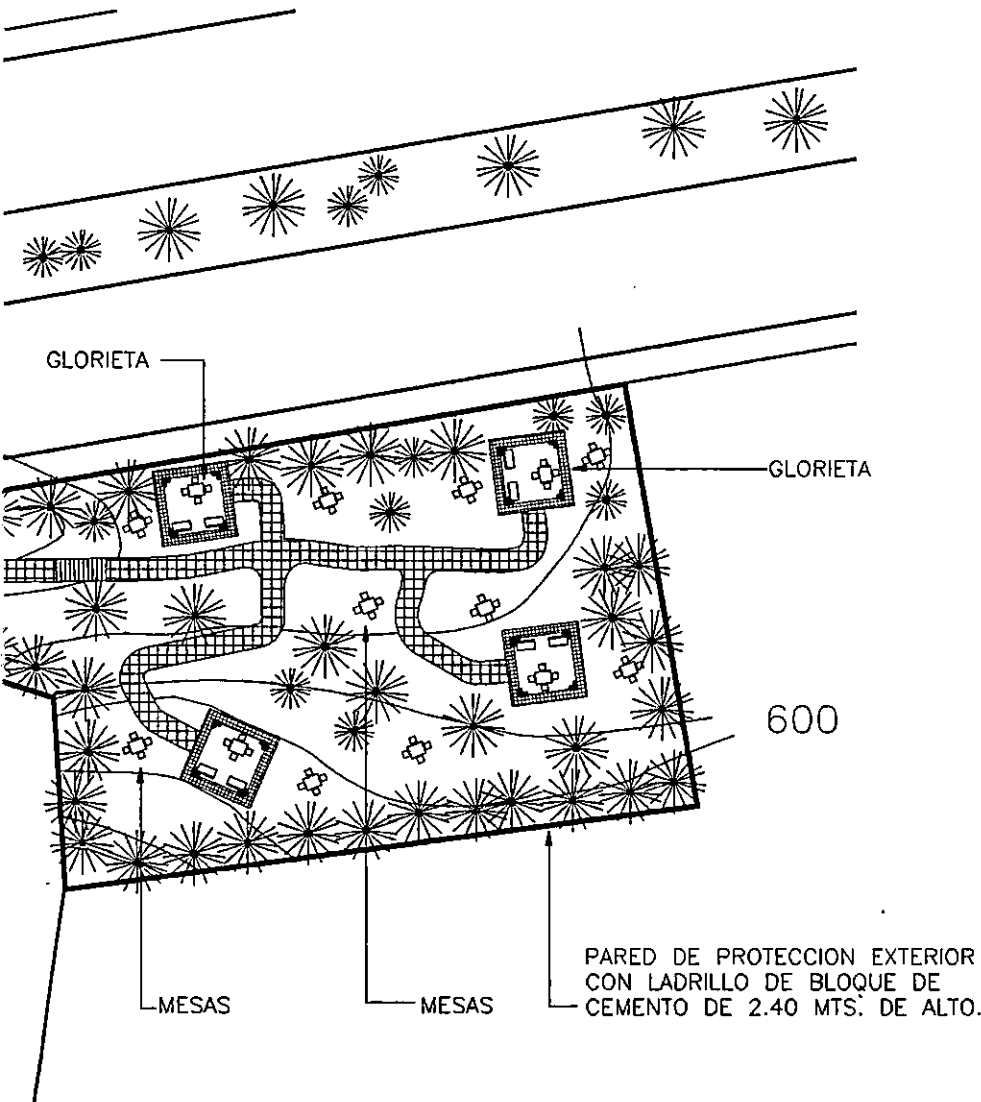 GLORIETA
GLORIETA
600
MESAS
MESAS
PARED DE PROTECCION EXTERIOR
CON LADRILLO DE BLOQUE DE
CEMENTO DE 2.40 MTS. DE ALTO.